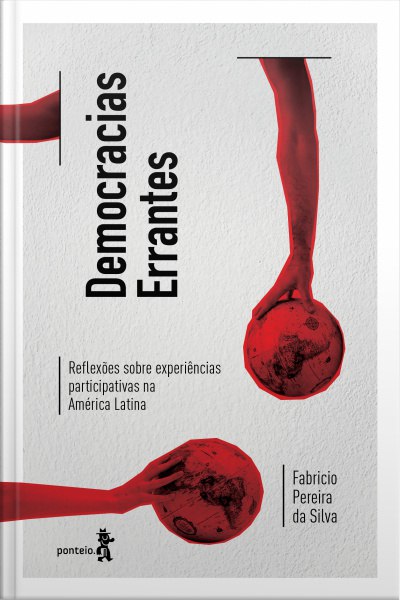 Democracias
Errantes
Reflexões sobre experiências
participativas na
América Latina
Fabricio
Pereira
da Silva
ponteio.